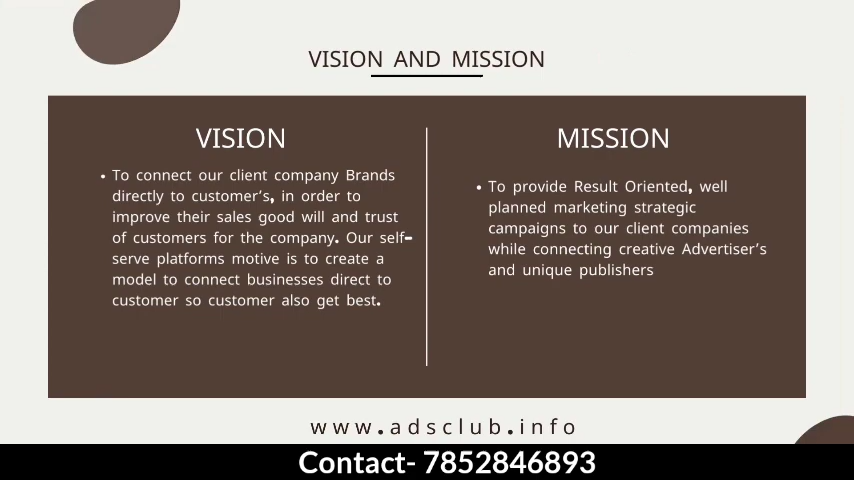 VISION AND MISSION
VISION
• To connect our client company Brands
directly to customer’s, in order to
improve their sales good will and trust
of customers for the company. Our self-
serve platforms motive is to create a
model to connect businesses direct to
customer so customer also get best.
MISSION
• To provide Result Oriented, well
planned marketing strategic
campaigns to our client companies
while connecting creative Advertiser’s
and unique publishers
www.adsclub.info
Contact- 7852846893